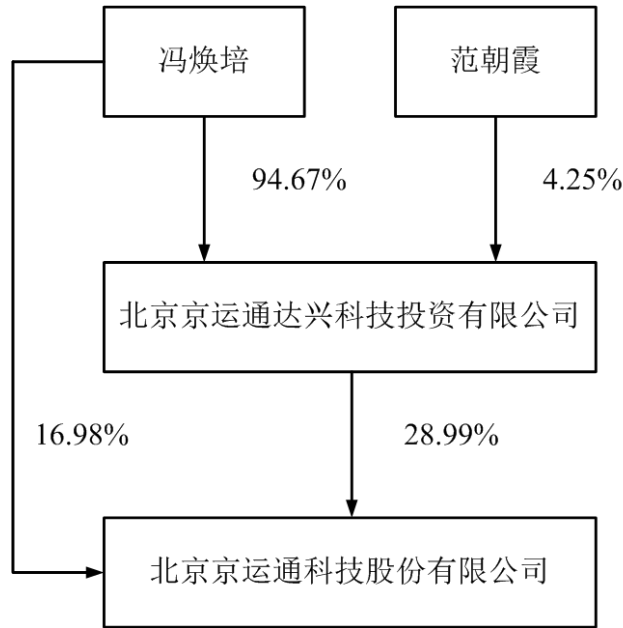 冯焕培
范朝霞
94.67%
4.25%
北京京运通达兴科技投资有限公司
16.98%
28.99%
北京京运通科技股份有限公司